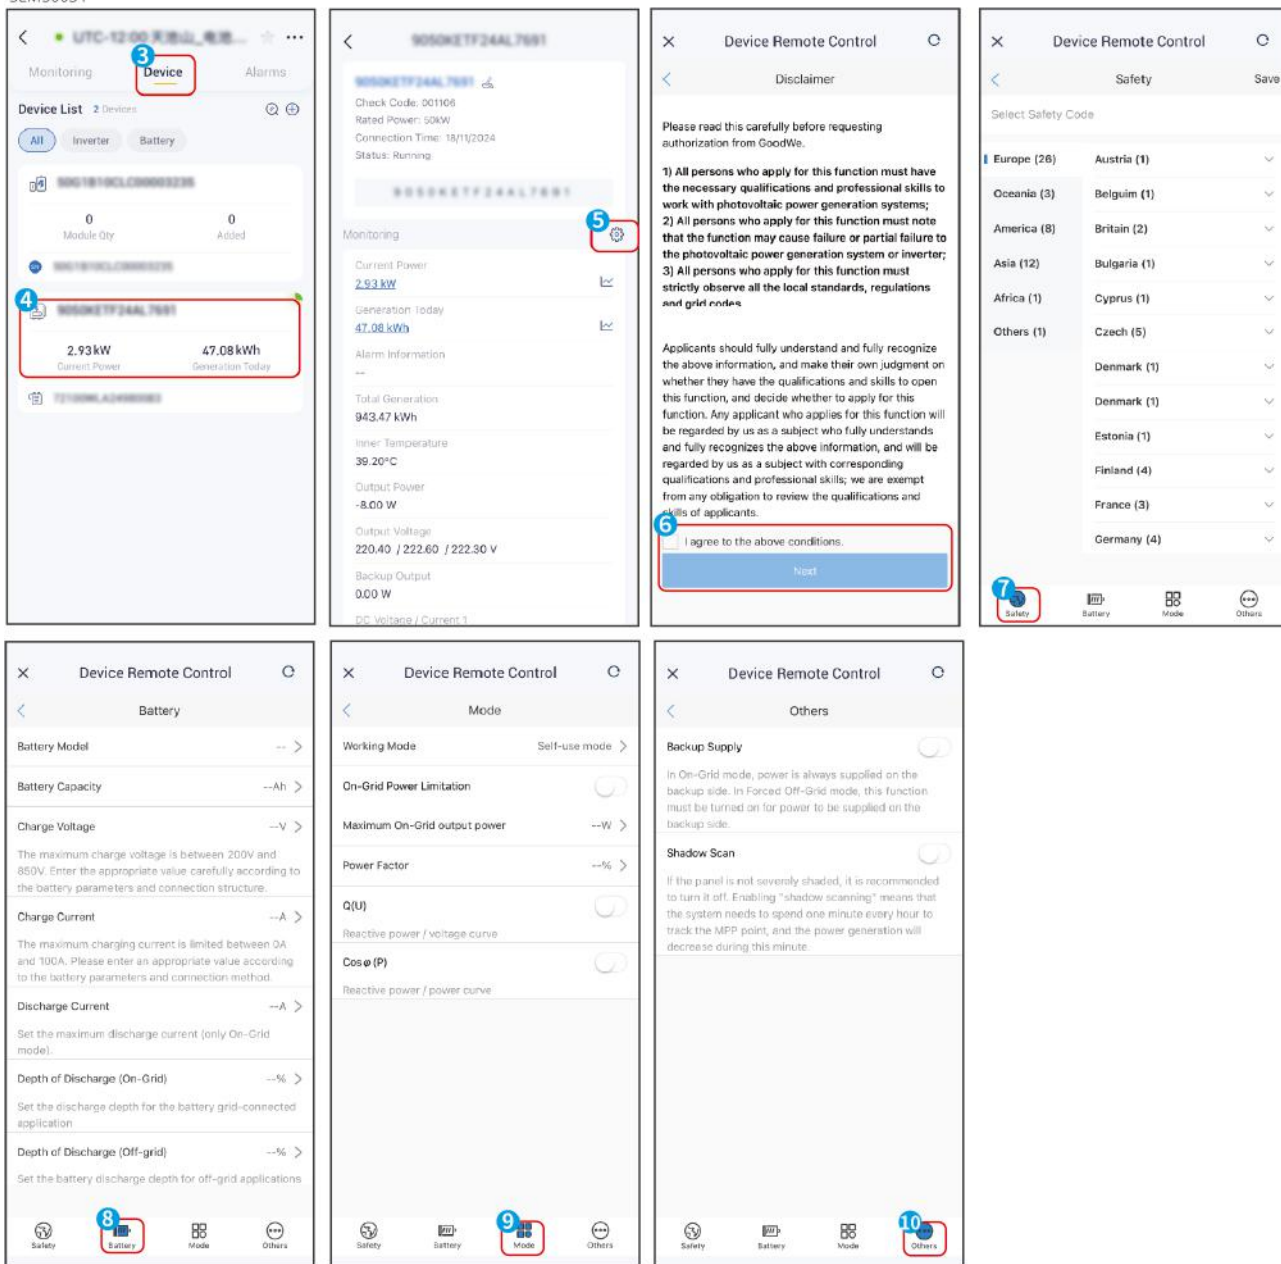 3
UTC-12:00
Monitoring
Device
Alarms
Device List 2 Devices
All
Inverter
Battery
0
0
Module Qty
Added
4
2.93kW
47.08kWh
Current Power
Generation Today
Check Code: 001106
Rated Power: 50kW
Connection Time: 18/11/2024
Status: Running
5
Monitoring
Current Power
2.93 kW
Generation Today
47.08 kWh
Alarm Information
--
Total Generation
943.47 kWh
Inner Temperature
39.20°C
Output Power
-8.00 W
Output Voltage
220.40 / 222.60 / 222.30 V
Backup Output
0.00 W
DC Voltage / Current 1
Device Remote Control
Disclaimer
Please read this carefully before requesting
authorization from GoodWe.
1) All persons who apply for this function must have
the necessary qualifications and professional skills to
work with photovoltaic power generation systems;
2) All persons who apply for this function must note
that the function may cause failure or partial failure to
the photovoltaic power generation system or inverter;
3) All persons who apply for this function must
strictly observe all the local standards, regulations
and grid codes.
Applicants should fully understand and fully recognize
the above information, and make their own judgment on
whether they have the qualifications and skills to open
this function, and decide whether to apply for this
function. Any applicant who applies for this function will
be regarded by us as a subject who fully understands
and fully recognizes the above information, and will be
regarded by us as a subject with corresponding
qualifications and professional skills; we are exempt
from any obligation to review the qualifications and
skills of applicants.
6
I agree to the above conditions.
Next
Device Remote Control
Safety
Save
Select Safety Code
Europe (26)
Austria (1)
Oceania (3)
Belguim (1)
America (8)
Britain (2)
Asia (12)
Bulgaria (1)
Africa (1)
Cyprus (1)
Others (1)
Czech (5)
Denmark (1)
Denmark (1)
Estonia (1)
Finland (4)
France (3)
Germany (4)
7
Safety
Battery
Mode
Others
Device Remote Control
Battery
Battery Model --
Battery Capacity --Ah
Charge Voltage --V
The maximum charge voltage is between 200V and
850V. Enter the appropriate value carefully according to
the battery parameters and connection structure.
Charge Current --A
The maximum charging current is limited between 0A
and 100A. Please enter an appropriate value according
to the battery parameters and connection method.
Discharge Current --A
Set the maximum discharge current (only On-Grid
mode).
Depth of Discharge (On-Grid) --%
Set the discharge depth for the battery grid-connected
application
Depth of Discharge (Off-grid) --%
Set the battery discharge depth for off-grid applications
8
Safety
Battery
Mode
Others
Device Remote Control
Mode
Working Mode Self-use mode
On-Grid Power Limitation
Maximum On-Grid output power --W
Power Factor --%
Q(U)
Reactive power / voltage curve
Cos φ (P)
Reactive power / power curve
9
Safety
Battery
Mode
Others
Device Remote Control
Others
Backup Supply
In On-Grid mode, power is always supplied on the
backup side. In Forced Off-Grid mode, this function
must be turned on for power to be supplied on the
backup side.
Shadow Scan
If the panel is not severely shaded, it is recommended
to turn it off. Enabling "shadow scanning" means that
the system needs to spend one minute every hour to
track the MPP point, and the power generation will
decrease during this minute.
10
Safety
Battery
Mode
Others